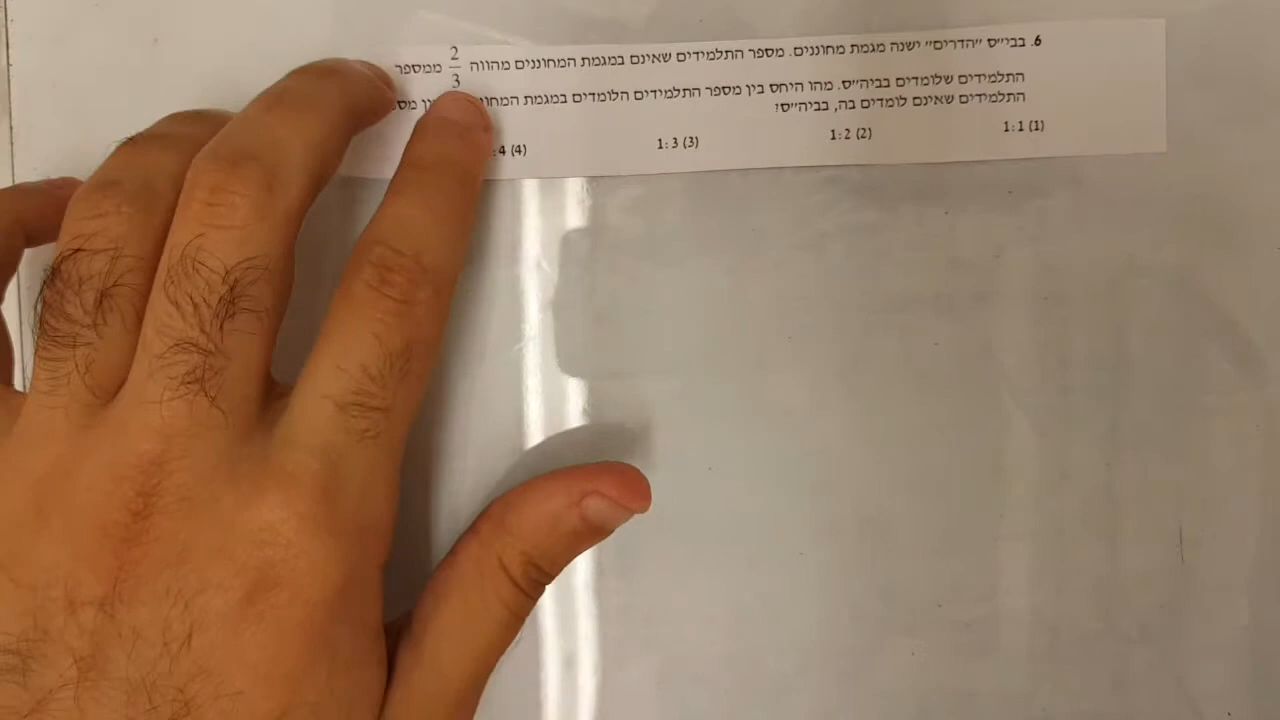 6. בבי״ס ״הדרים״ ישנה מגמת מחוננים. מספר התלמידים שאינם במגמת המחוננים מהווה 2/3 ממספר
התלמידים שלומדים בביה״ס. מהו היחס בין מספר התלמידים הלומדים במגמת
התלמידים שאינם לומדים בה, בביה״ס?
(1) 1:1 (2) 1:2 (3) 1:3 (4) :4